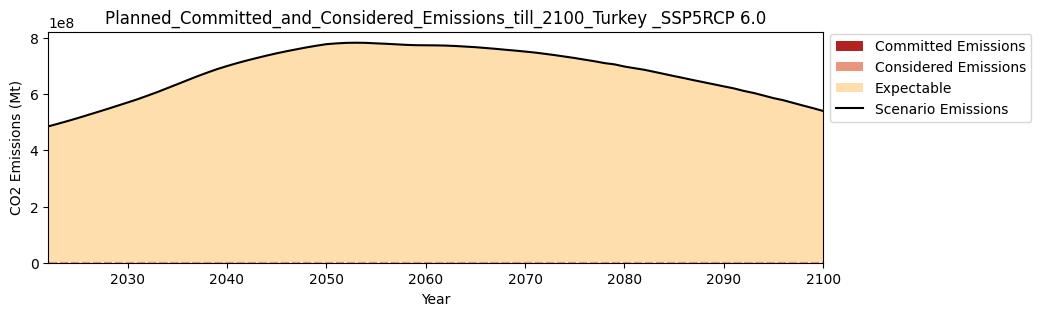 Planned_Committed_and_Considered_Emissions_till_2100_Turkey _SSP5RCP 6.0
1e8
8
6
4
2
0
CO2 Emissions (Mt)
2030 2040 2050 2060 2070 2080 2090 2100
Year
Committed Emissions
Considered Emissions
Expectable
Scenario Emissions